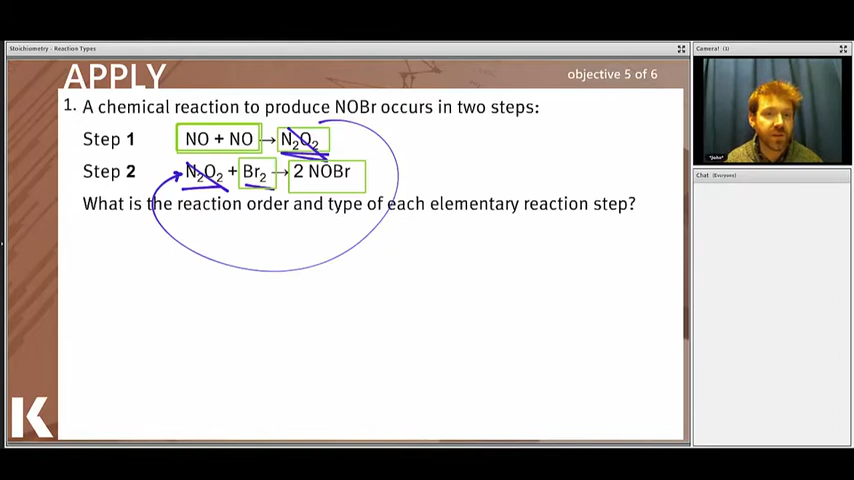 Stoichiometry - Reaction Types
Camera! (1)
APPLY
objective 5 of 6
1. A chemical reaction to produce NOBr occurs in two steps:
Step 1 NO + NO → N₂O₂
Step 2 N₂O₂ + Br₂ → 2 NOBr
What is the reaction order and type of each elementary reaction step?
*John*
Chat (Everyone)
K